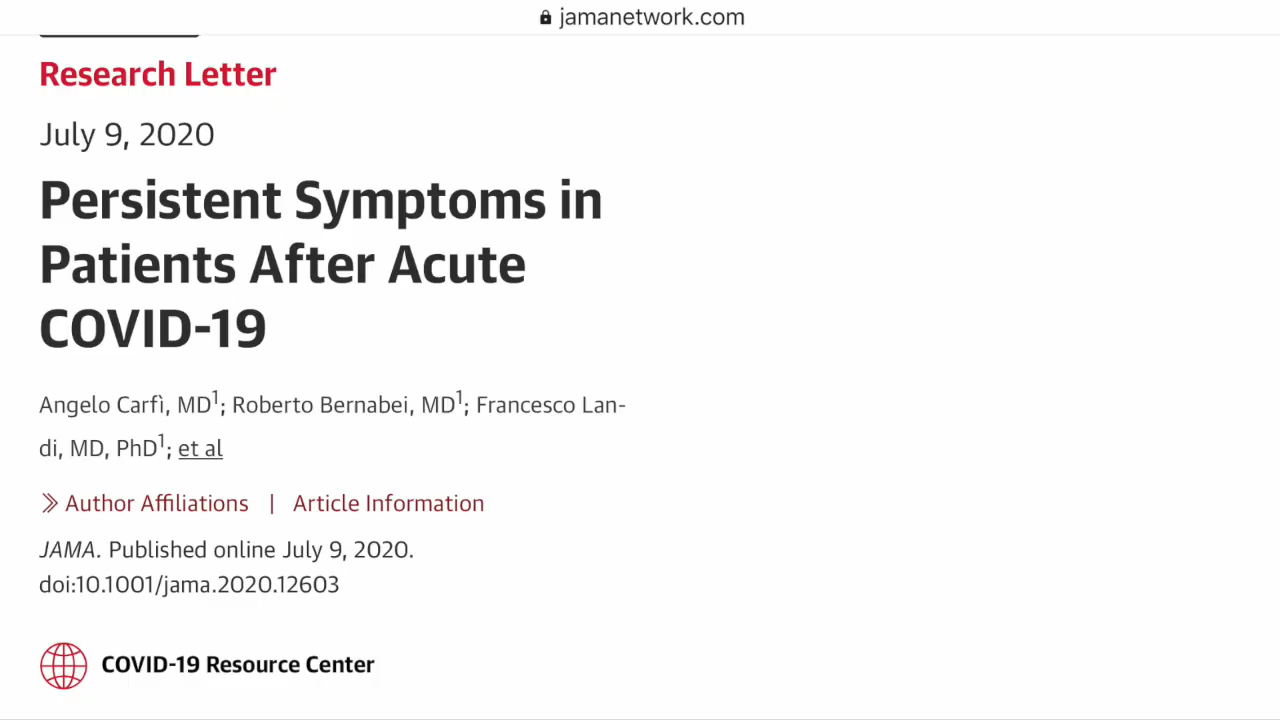 jamanetwork.com
Research Letter
July 9, 2020
Persistent Symptoms in
Patients After Acute
COVID-19
Angelo Carfì, MD1; Roberto Bernabei, MD1; Francesco Lan-
di, MD, PhD1; et al
Author Affiliations | Article Information
JAMA. Published online July 9, 2020.
doi:10.1001/jama.2020.12603
COVID-19 Resource Center